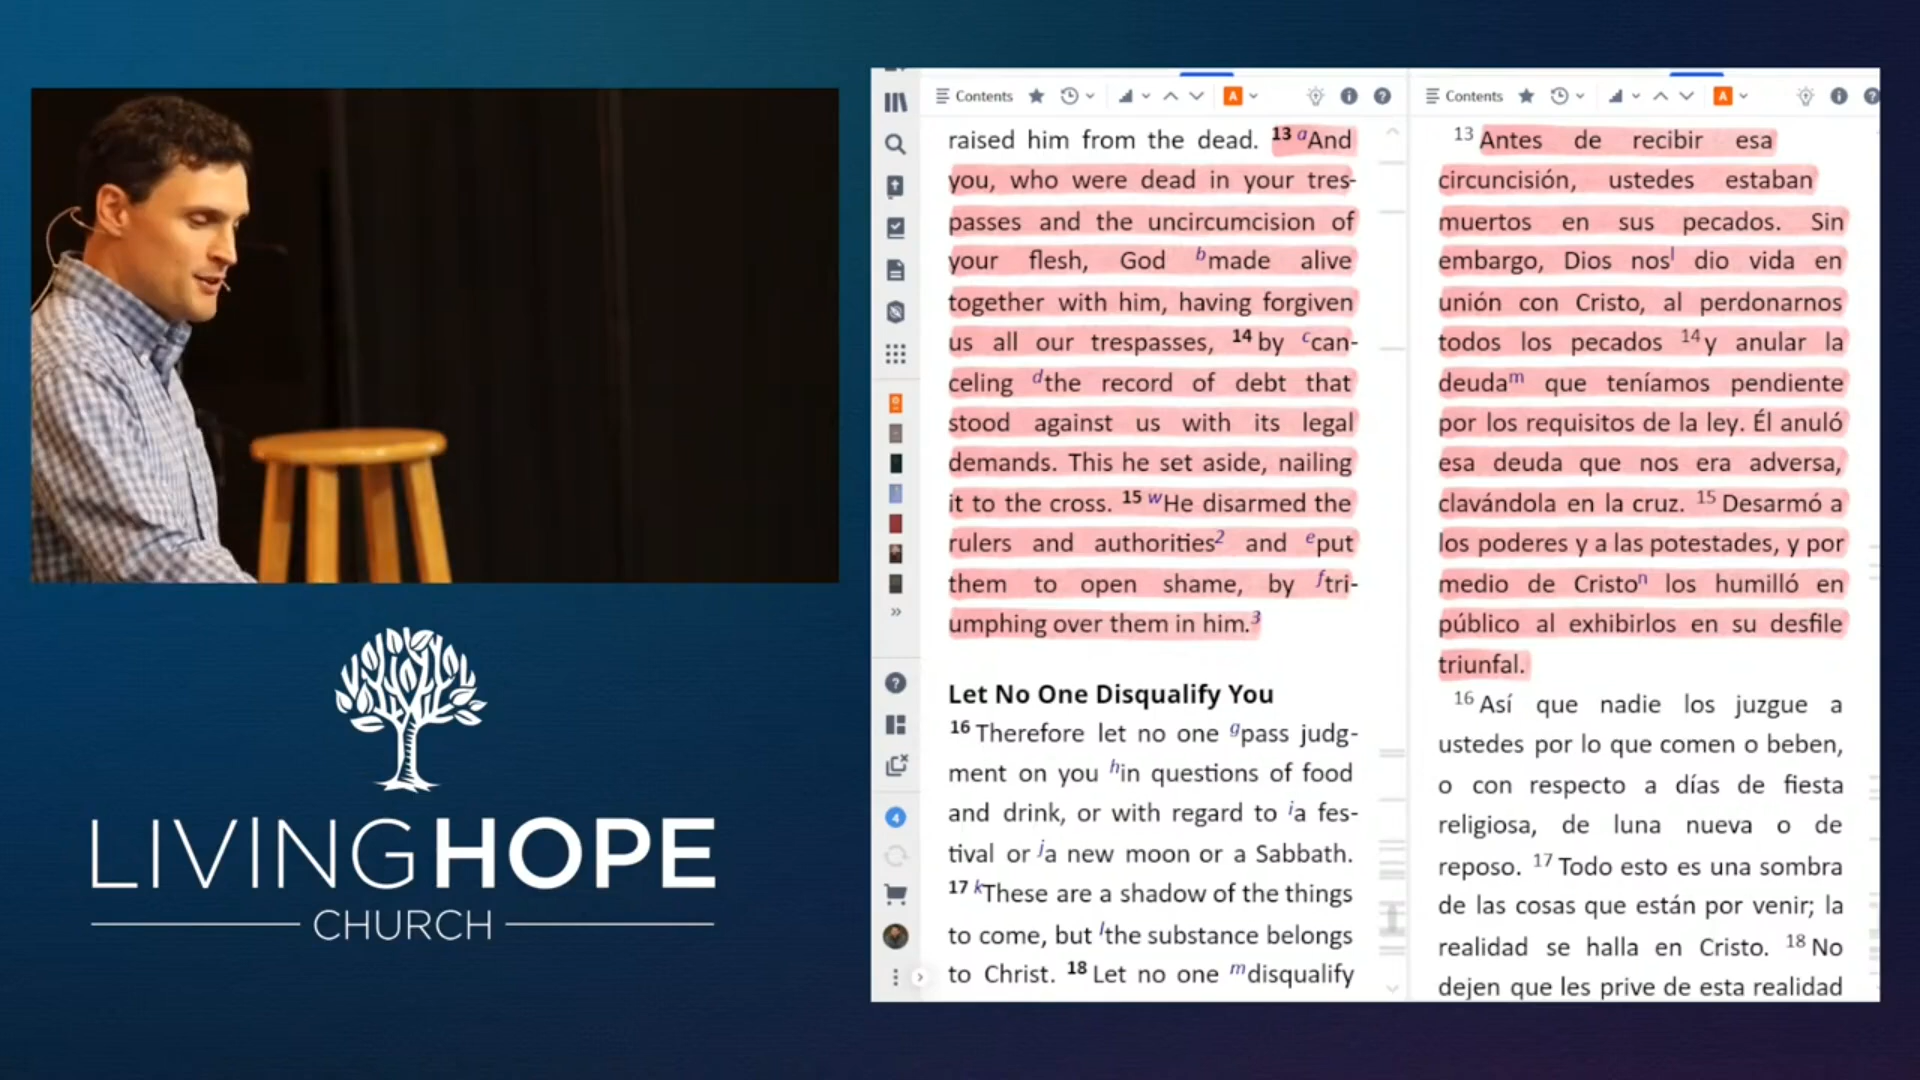 LIVINGHOPE
CHURCH
Contents
A
raised him from the dead. 13 aAnd
you, who were dead in your tres-
passes and the uncircumcision of
your flesh, God bmade alive
together with him, having forgiven
us all our trespasses, 14 by ccan-
celing dthe record of debt that
stood against us with its legal
demands. This he set aside, nailing
it to the cross. 15 wHe disarmed the
rulers and authorities2 and eput
them to open shame, by ftri-
umphing over them in him.3
Let No One Disqualify You
16 Therefore let no one gpass judg-
ment on you hin questions of food
and drink, or with regard to ia fes-
tival or ja new moon or a Sabbath.
17 kThese are a shadow of the things
to come, but lthe substance belongs
to Christ. 18 Let no one mdisqualify
4
Contents
A
13 Antes de recibir esa
circuncisión, ustedes estaban
muertos en sus pecados. Sin
embargo, Dios nosl dio vida en
unión con Cristo, al perdonarnos
todos los pecados 14 y anular la
deudam que teníamos pendiente
por los requisitos de la ley. Él anuló
esa deuda que nos era adversa,
clavándola en la cruz. 15 Desarmó a
los poderes y a las potestades, y por
medio de Criston los humilló en
público al exhibirlos en su desfile
triunfal.
16 Así que nadie los juzgue a
ustedes por lo que comen o beben,
o con respecto a días de fiesta
religiosa, de luna nueva o de
reposo. 17 Todo esto es una sombra
de las cosas que están por venir; la
realidad se halla en Cristo. 18 No
dejen que les prive de esta realidad